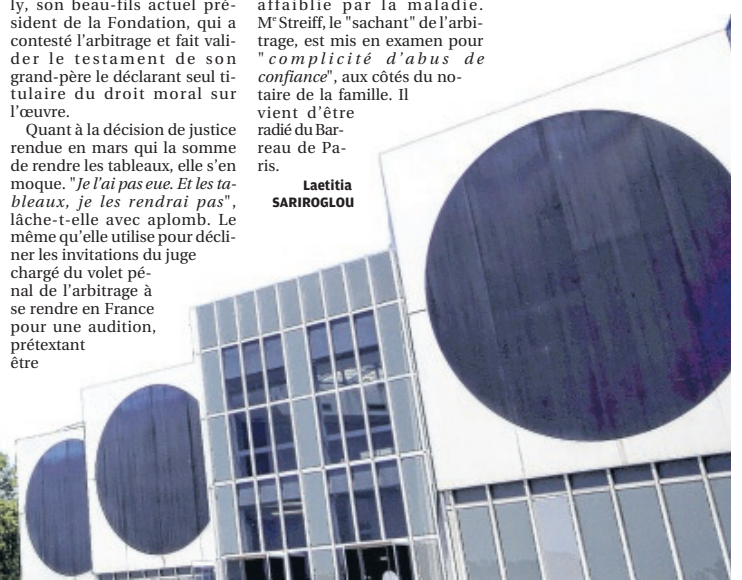 ly, son beau-fils actuel pré-
sident de la Fondation, qui a
contesté l'arbitrage et fait vali-
der le testament de son
grand-père le déclarant seul ti-
tulaire du droit moral sur
l'œuvre.
Quant à la décision de justice
rendue en mars qui la somme
de rendre les tableaux, elle s'en
moque. "Je l'ai pas eue. Et les ta-
bleaux, je les rendrai pas",
lâche-t-elle avec aplomb. Le
même qu'elle utilise pour décli-
ner les invitations du juge
chargé du volet pé-
nal de l'arbitrage à
se rendre en France
pour une audition,
prétextant
être
affaiblie par la maladie.
Me Streiff, le "sachant" de l'arbi-
trage, est mis en examen pour
"complicité d'abus de
confiance", aux côtés du no-
taire de la famille. Il
vient d'être
radié du Bar-
reau de Pa-
ris.
Laetitia
SARIROGLOU